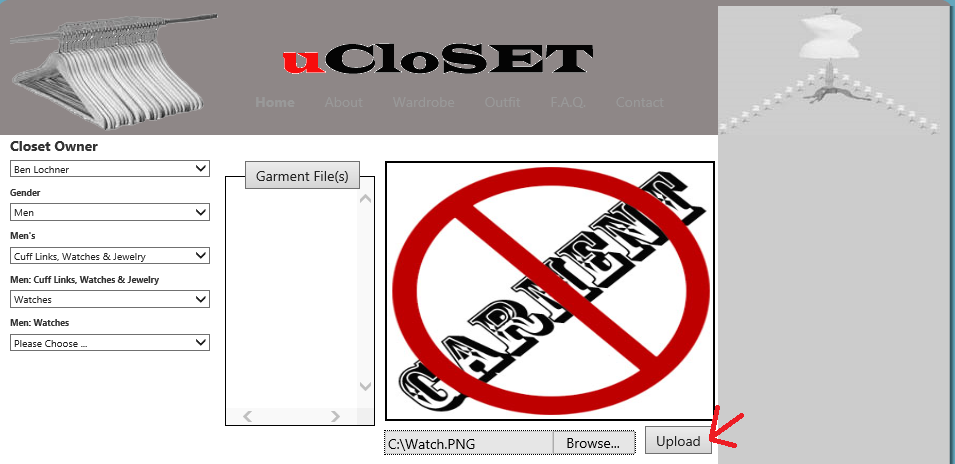 uCloSET
Home About Wardrobe Outfit F.A.Q. Contact
Closet Owner
Ben Lochner
Gender
Men
Men's
Cuff Links, Watches & Jewelry
Men: Cuff Links, Watches & Jewelry
Watches
Men: Watches
Please Choose ...
Garment File(s)
GARMENT
C:\Watch.PNG Browse... Upload